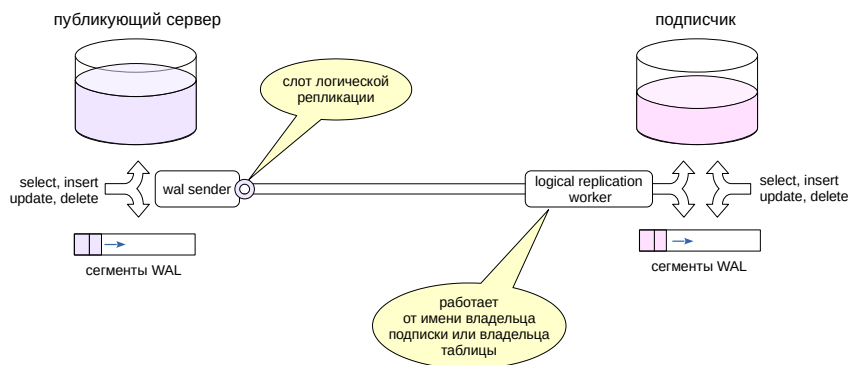 публикующий сервер
подписчик
слот логической
репликации
select, insert
update, delete
wal sender
logical replication
worker
select, insert
update, delete
сегменты WAL
сегменты WAL
работает
от имени владельца
подписки или владельца
таблицы